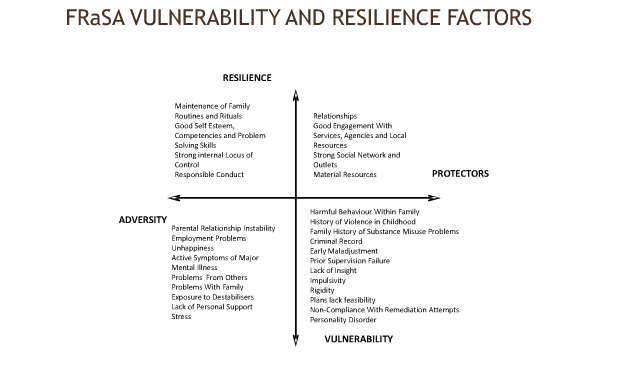 FRaSA VULNERABILITY AND RESILIENCE FACTORS
RESILIENCE
Maintenance of Family
Routines and Rituals
Good Self Esteem,
Competencies and Problem
Solving Skills
Strong internal Locus of
Control
Responsible Conduct
Relationships
Good Engagement With
Services, Agencies and Local
Resources
Strong Social Network and
Outlets
Material Resources
PROTECTORS
ADVERSITY
Parental Relationship Instability
Employment Problems
Unhappiness
Active Symptoms of Major
Mental Illness
Problems From Others
Problems With Family
Exposure to Destabilisers
Lack of Personal Support
Stress
Harmful Behaviour Within Family
History of Violence in Childhood
Family History of Substance Misuse Problems
Criminal Record
Early Maladjustment
Prior Supervision Failure
Lack of Insight
Impulsivity
Rigidity
Plans lack feasibility
Non-Compliance With Remediation Attempts
Personality Disorder
VULNERABILITY